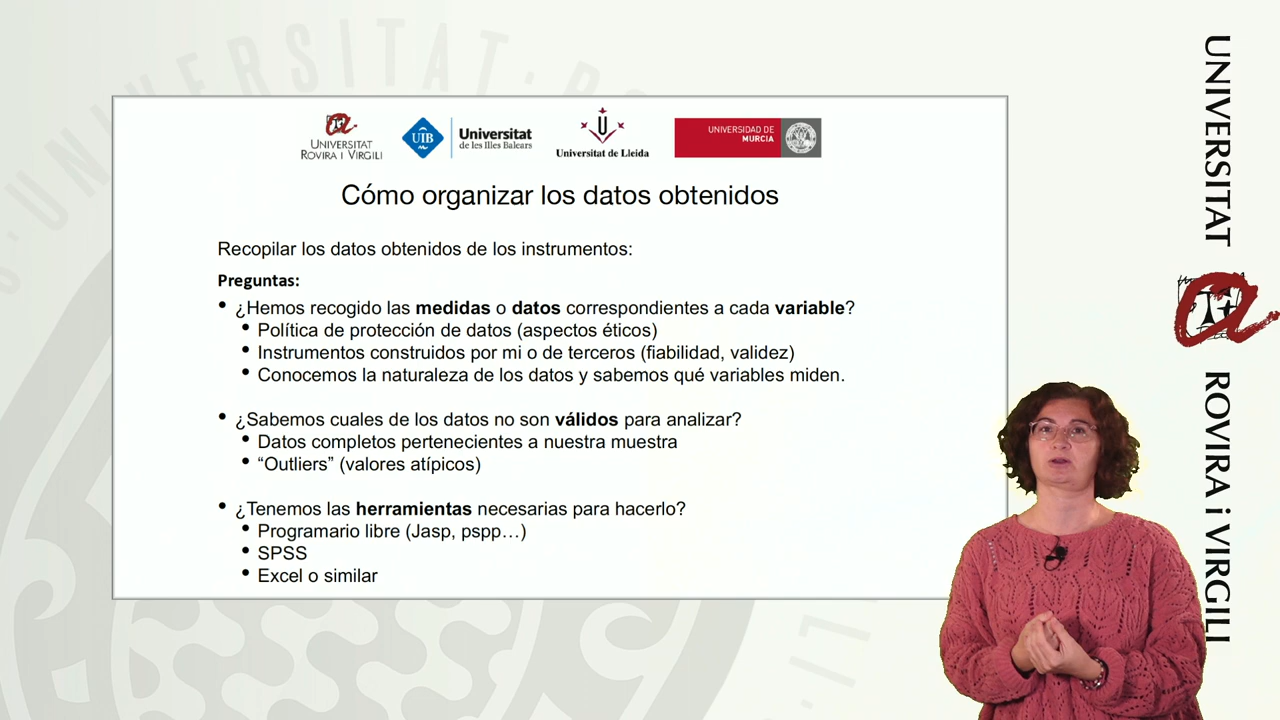 UNIVERSITAT
ROVIRA I VIRGILI
UIB
Universitat
de les Illes Balears
Universitat de Lleida
UNIVERSIDAD DE
MURCIA
Cómo organizar los datos obtenidos
Recopilar los datos obtenidos de los instrumentos:
Preguntas:
• ¿Hemos recogido las medidas o datos correspondientes a cada variable?
• Política de protección de datos (aspectos éticos)
• Instrumentos construidos por mi o de terceros (fiabilidad, validez)
• Conocemos la naturaleza de los datos y sabemos qué variables miden.
• ¿Sabemos cuales de los datos no son válidos para analizar?
• Datos completos pertenecientes a nuestra muestra
• “Outliers” (valores atípicos)
• ¿Tenemos las herramientas necesarias para hacerlo?
• Programario libre (Jasp, pspp…)
• SPSS
• Excel o similar
UNIVERSITAT
ROVIRA i VIRGILI